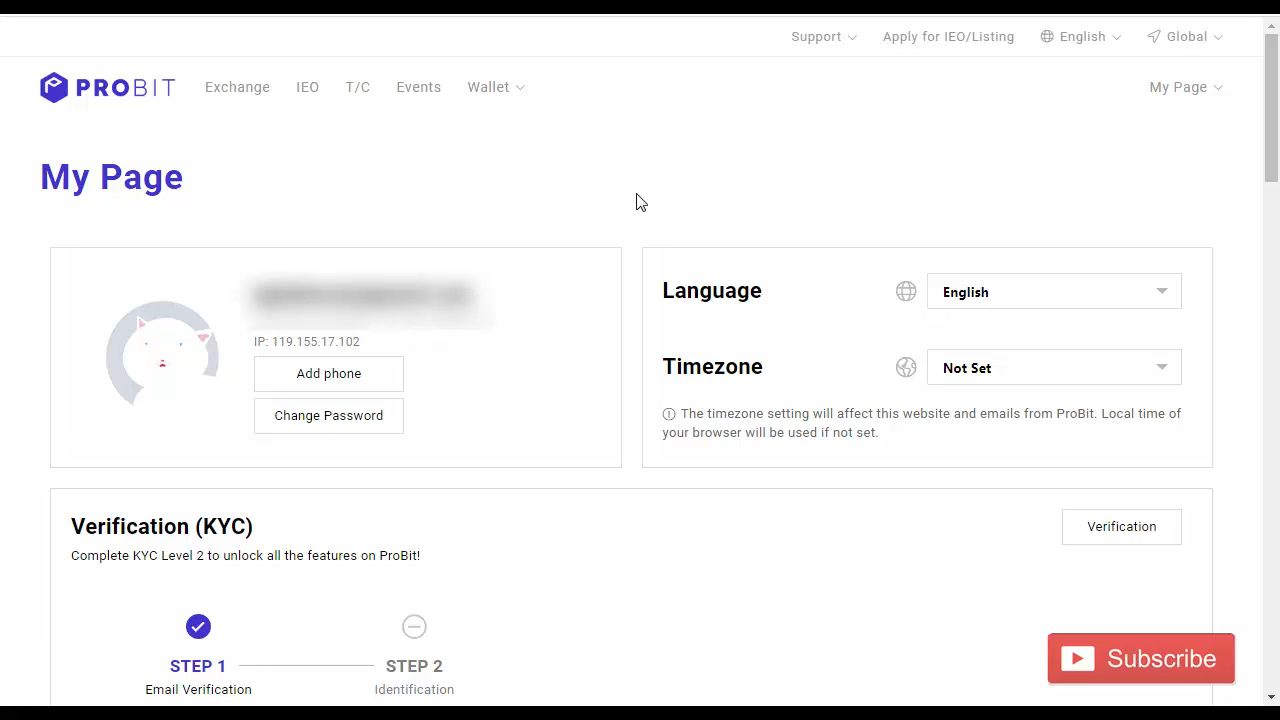 Support
Apply for IEO/Listing
English
Global
PROBIT
Exchange
IEO
T/C
Events
Wallet
My Page
My Page
IP: 119.155.17.102
Add phone
Change Password
Language
English
Timezone
Not Set
The timezone setting will affect this website and emails from ProBit. Local time of
your browser will be used if not set.
Verification (KYC)
Complete KYC Level 2 to unlock all the features on ProBit!
Verification
STEP 1
Email Verification
STEP 2
Identification
Subscribe